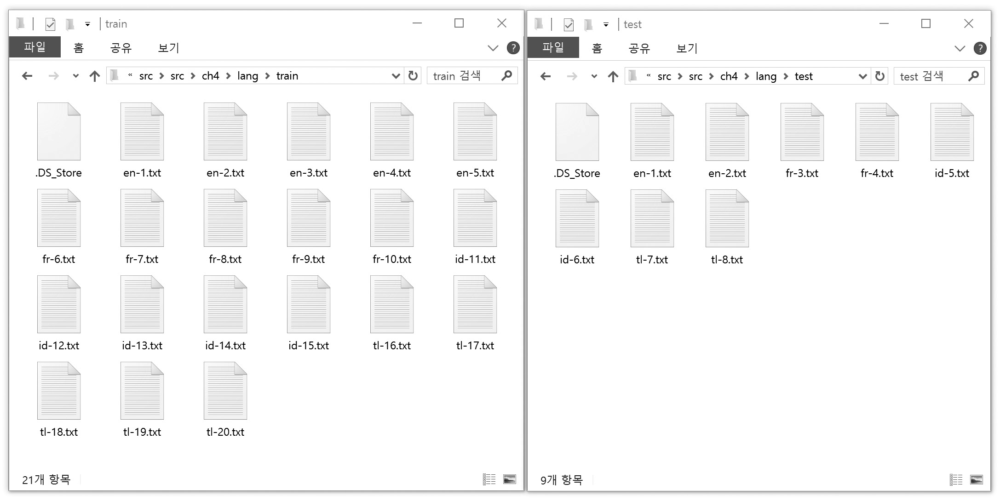 train
파일 홈 공유 보기 ?
« src > src > ch4 > lang > train
train 검색
.DS_Store en-1.txt en-2.txt en-3.txt en-4.txt en-5.txt
fr-6.txt fr-7.txt fr-8.txt fr-9.txt fr-10.txt id-11.txt
id-12.txt id-13.txt id-14.txt id-15.txt tl-16.txt tl-17.txt
tl-18.txt tl-19.txt tl-20.txt
21개 항목
test
파일 홈 공유 보기 ?
« src > src > ch4 > lang > test
test 검색
.DS_Store en-1.txt en-2.txt fr-3.txt fr-4.txt id-5.txt
id-6.txt tl-7.txt tl-8.txt
9개 항목